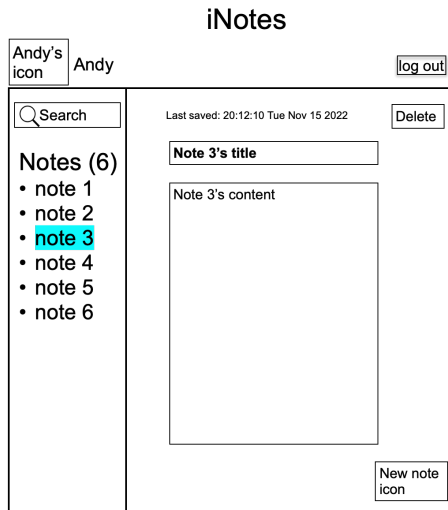 iNotes
Andy's
icon
Andy
log out
Search
Notes (6)
• note 1
• note 2
• note 3
• note 4
• note 5
• note 6
Last saved: 20:12:10 Tue Nov 15 2022
Delete
Note 3's title
Note 3's content
New note
icon